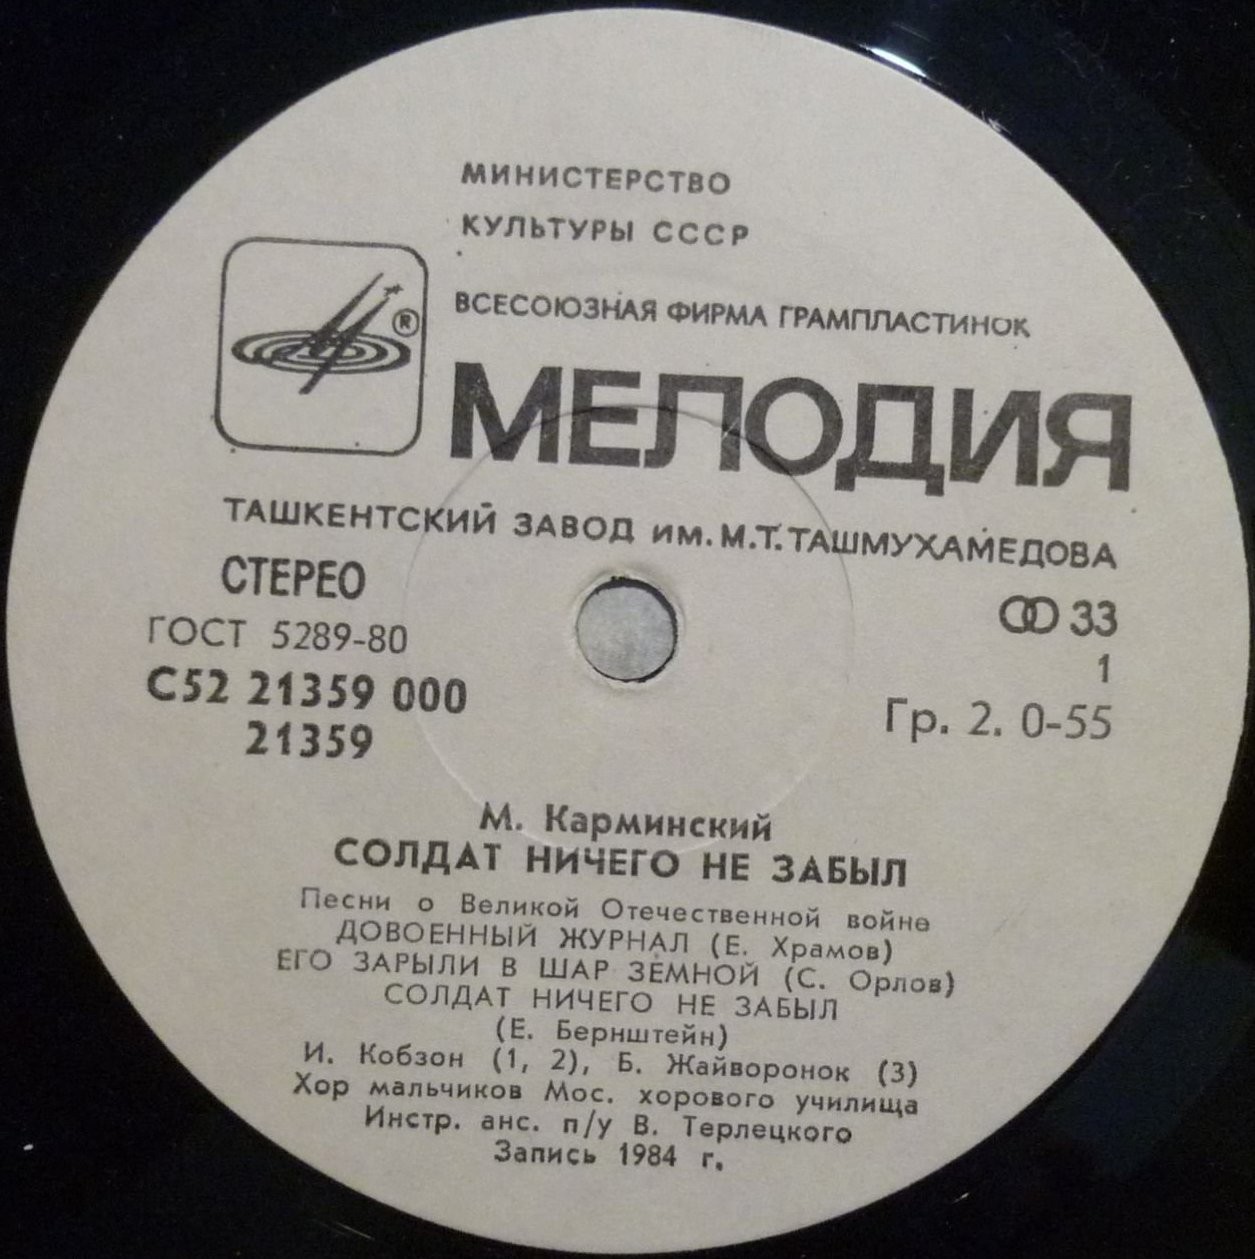 МИНИСТЕРСТВО
КУЛЬТУРЫ СССР
ВСЕСОЮЗНАЯ ФИРМА ГРАМПЛАСТИНОК
®
МЕЛОДИЯ
ТАШКЕНТСКИЙ ЗАВОД им. М.Т. ТАШМУХАМЕДОВА
СТЕРЕО
33
ГОСТ 5289-80
1
С52 21359 000
Гр. 2. 0-55
21359
М. Карминский
СОЛДАТ НИЧЕГО НЕ ЗАБЫЛ
Песни о Великой Отечественной войне
ДОВОЕННЫЙ ЖУРНАЛ (Е. Храмов)
ЕГО ЗАРЫЛИ В ШАР ЗЕМНОЙ (С. Орлов)
СОЛДАТ НИЧЕГО НЕ ЗАБЫЛ
(Е. Бернштейн)
И. Кобзон (1, 2), Б. Жайворонок (3)
Хор мальчиков Мос. хорового училища
Инстр. анс. п/у В. Терлецкого
Запись 1984 г.